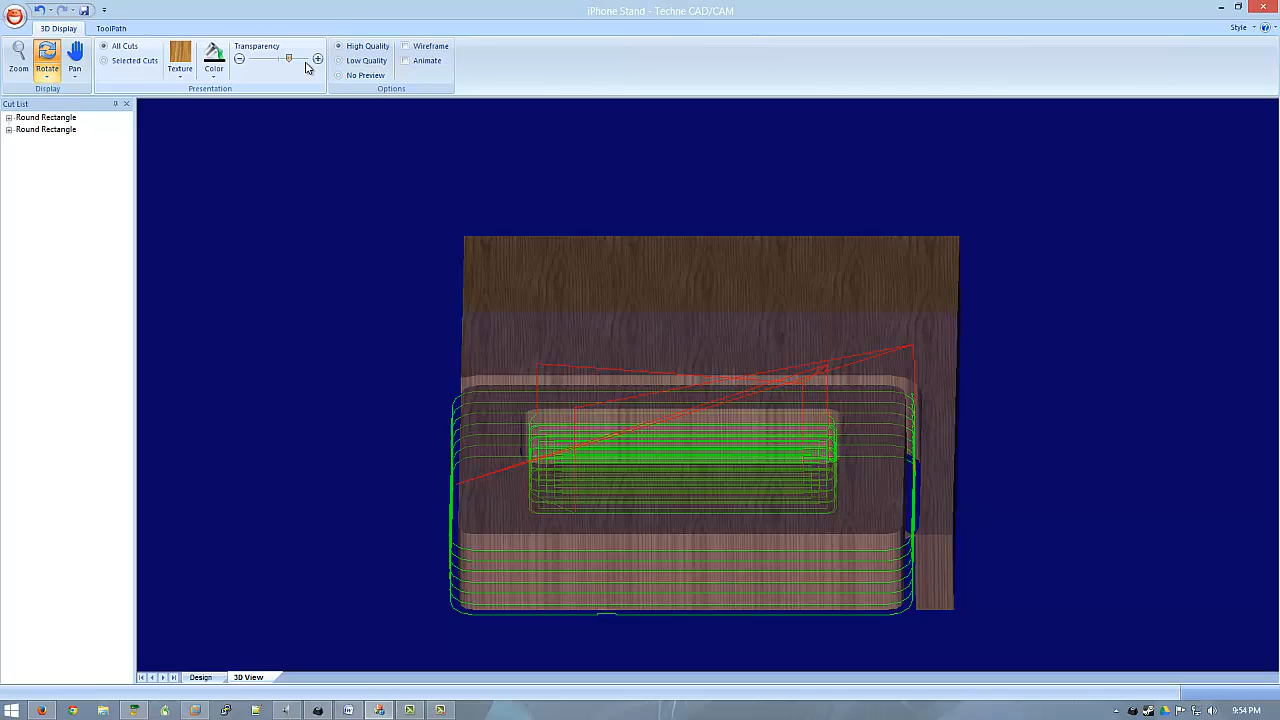 iPhone Stand - Techne CAD/CAM
3D Display
ToolPath
Style
Zoom
Rotate
Pan
Display
All Cuts
Selected Cuts
Texture
Color
Transparency
Presentation
High Quality
Low Quality
No Preview
Wireframe
Animate
Options
Cut List
Round Rectangle
Round Rectangle
Design
3D View
9:54 PM